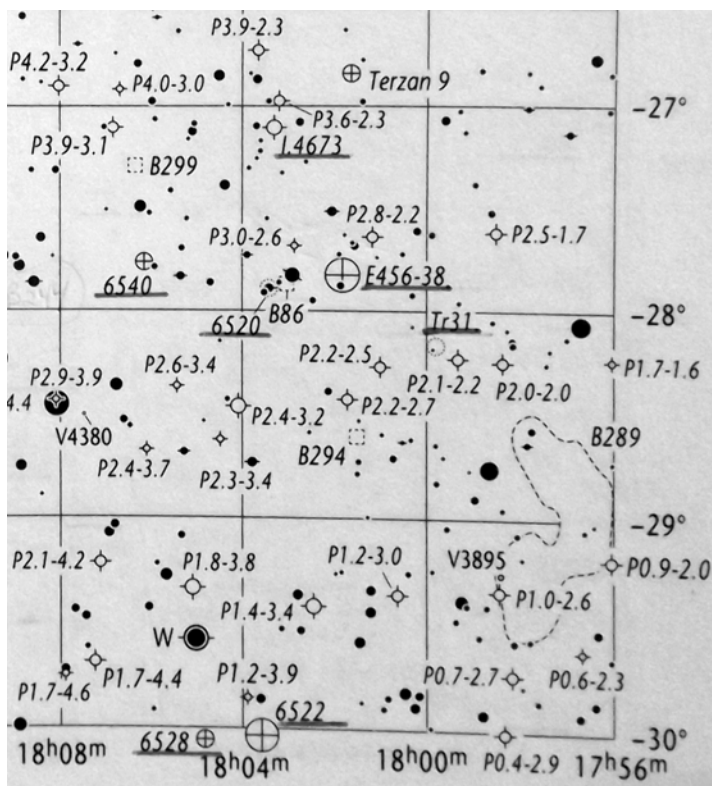 P3.9-2.3
P4.2-3.2
P4.0-3.0
Terzan 9
-27°
P3.9-3.1
P3.6-2.3
L4673
B299
P2.8-2.2
P3.0-2.6
P2.5-1.7
E456-38
6540
6520
B86
Tr31
-28°
P2.9-3.9
P2.6-3.4
P2.2-2.5
P2.1-2.2
P2.0-2.0
P1.7-1.6
4.4
V4380
P2.4-3.2
P2.2-2.7
P2.4-3.7
P2.3-3.4
B294
B289
-29°
P2.1-4.2
P1.8-3.8
P1.2-3.0
V3895
P0.9-2.0
P1.4-3.4
P1.0-2.6
W
P1.7-4.6
P1.7-4.4
P1.2-3.9
P0.7-2.7
P0.6-2.3
6522
6528
-30°
1808m
1804m
1800m
P0.4-2.9
17 56m